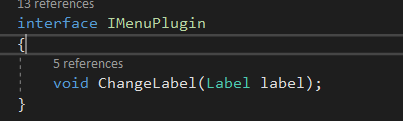 13 references
interface IMenuPlugin
{
5 references
void ChangeLabel(Label label);
}